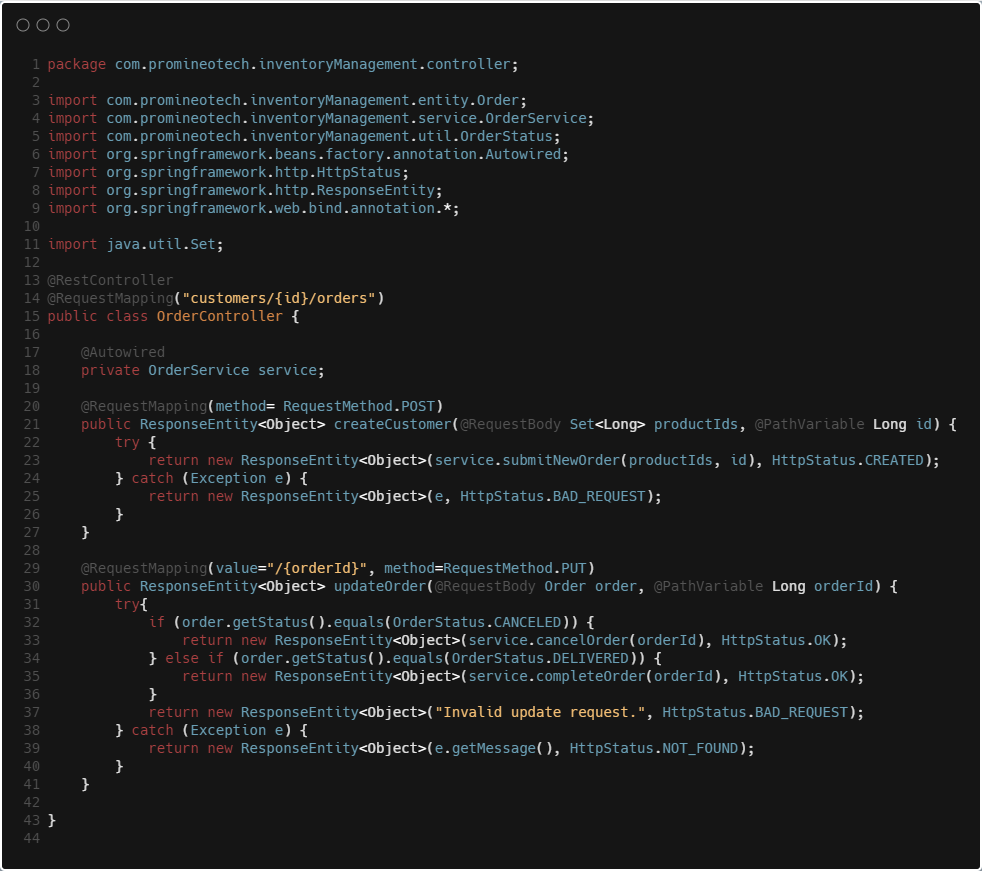 1 package com.promineotech.inventoryManagement.controller;
2
3 import com.promineotech.inventoryManagement.entity.Order;
4 import com.promineotech.inventoryManagement.service.OrderService;
5 import com.promineotech.inventoryManagement.util.OrderStatus;
6 import org.springframework.beans.factory.annotation.Autowired;
7 import org.springframework.http.HttpStatus;
8 import org.springframework.http.ResponseEntity;
9 import org.springframework.web.bind.annotation.*;
10
11 import java.util.Set;
12
13 @RestController
14 @RequestMapping("customers/{id}/orders")
15 public class OrderController {
16
17     @Autowired
18     private OrderService service;
19
20     @RequestMapping(method= RequestMethod.POST)
21     public ResponseEntity<Object> createCustomer(@RequestBody Set<Long> productIds, @PathVariable Long id) {
22         try {
23             return new ResponseEntity<Object>(service.submitNewOrder(productIds, id), HttpStatus.CREATED);
24         } catch (Exception e) {
25             return new ResponseEntity<Object>(e, HttpStatus.BAD_REQUEST);
26         }
27     }
28
29     @RequestMapping(value="/{orderId}", method=RequestMethod.PUT)
30     public ResponseEntity<Object> updateOrder(@RequestBody Order order, @PathVariable Long orderId) {
31         try{
32             if (order.getStatus().equals(OrderStatus.CANCELED)) {
33                 return new ResponseEntity<Object>(service.cancelOrder(orderId), HttpStatus.OK);
34             } else if (order.getStatus().equals(OrderStatus.DELIVERED)) {
35                 return new ResponseEntity<Object>(service.completeOrder(orderId), HttpStatus.OK);
36             }
37             return new ResponseEntity<Object>("Invalid update request.", HttpStatus.BAD_REQUEST);
38         } catch (Exception e) {
39             return new ResponseEntity<Object>(e.getMessage(), HttpStatus.NOT_FOUND);
40         }
41     }
42
43 }
44